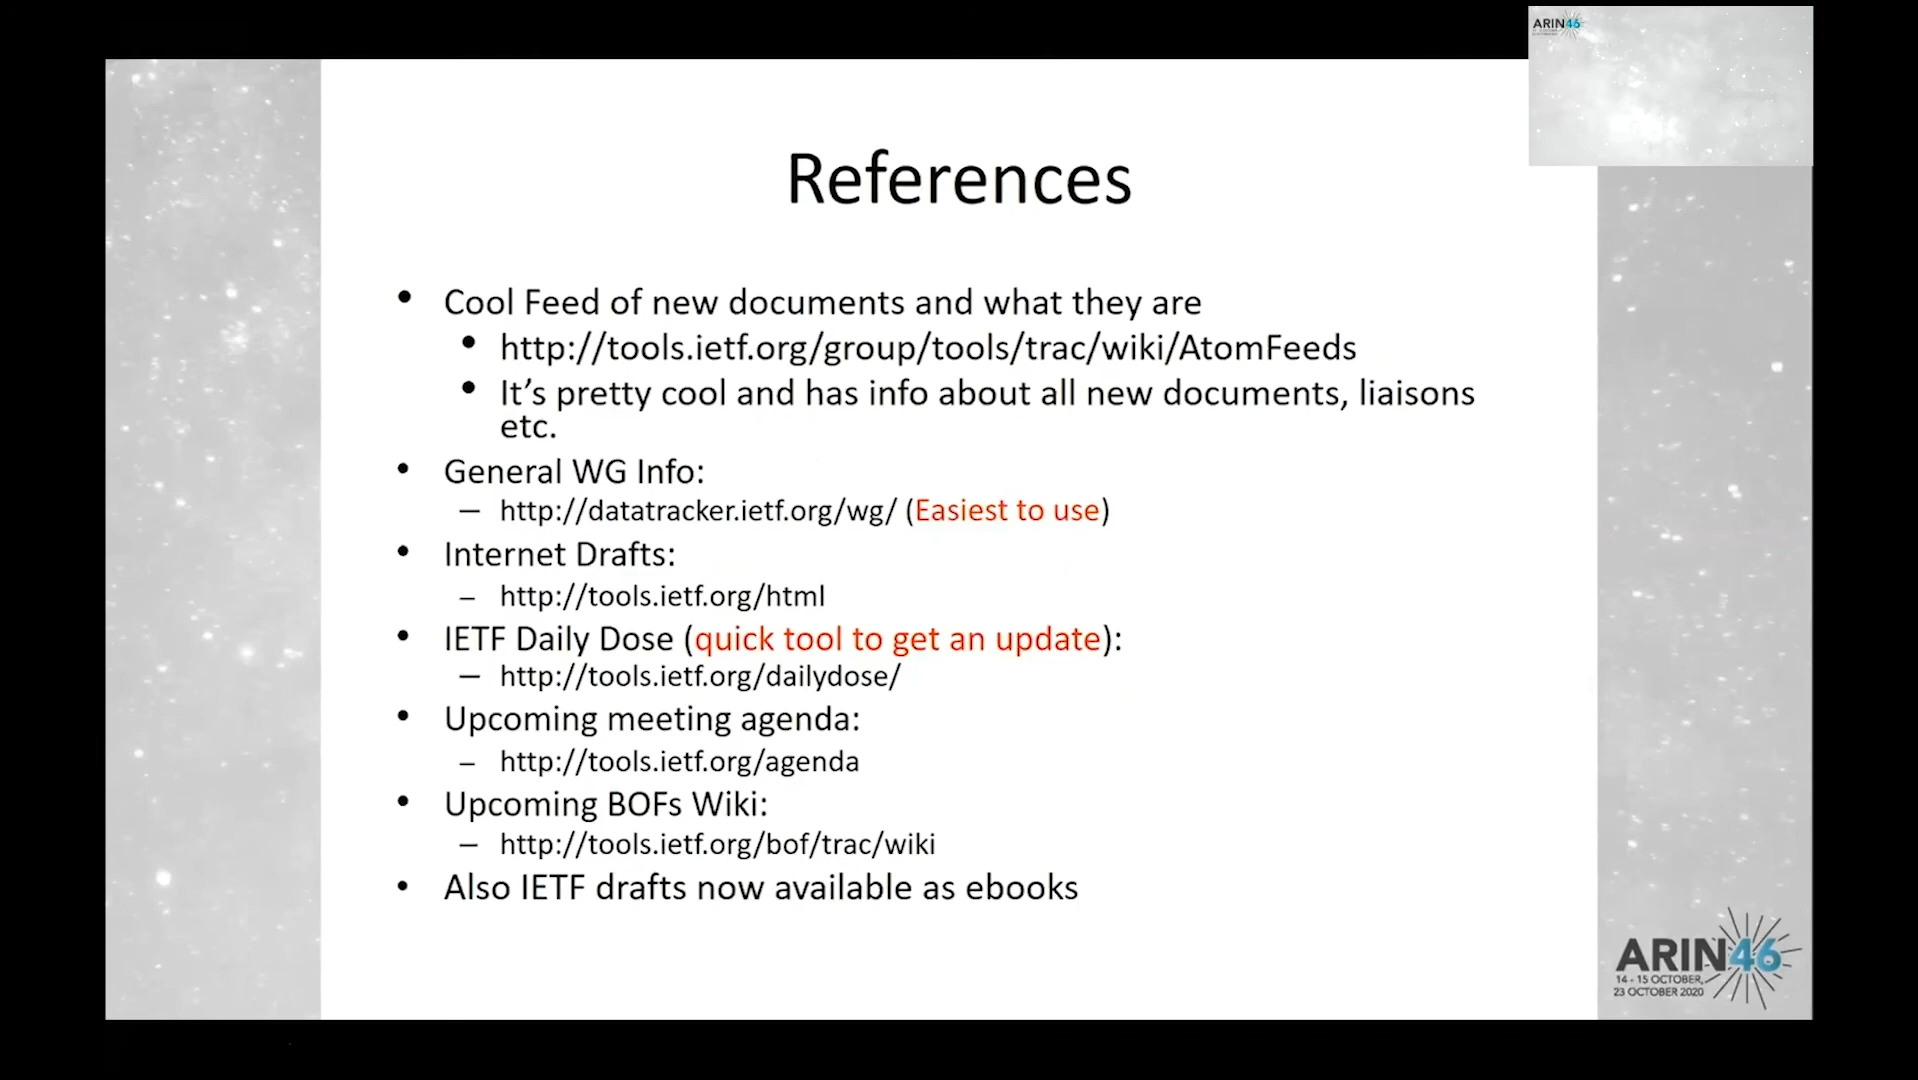 ARIN46
References
• Cool Feed of new documents and what they are
• http://tools.ietf.org/group/tools/trac/wiki/AtomFeeds
• It's pretty cool and has info about all new documents, liaisons
etc.
• General WG Info:
– http://datatracker.ietf.org/wg/ (Easiest to use)
• Internet Drafts:
– http://tools.ietf.org/html
• IETF Daily Dose (quick tool to get an update):
– http://tools.ietf.org/dailydose/
• Upcoming meeting agenda:
– http://tools.ietf.org/agenda
• Upcoming BOFs Wiki:
– http://tools.ietf.org/bof/trac/wiki
• Also IETF drafts now available as ebooks
ARIN46
14 - 15 OCTOBER,
23 OCTOBER 2020